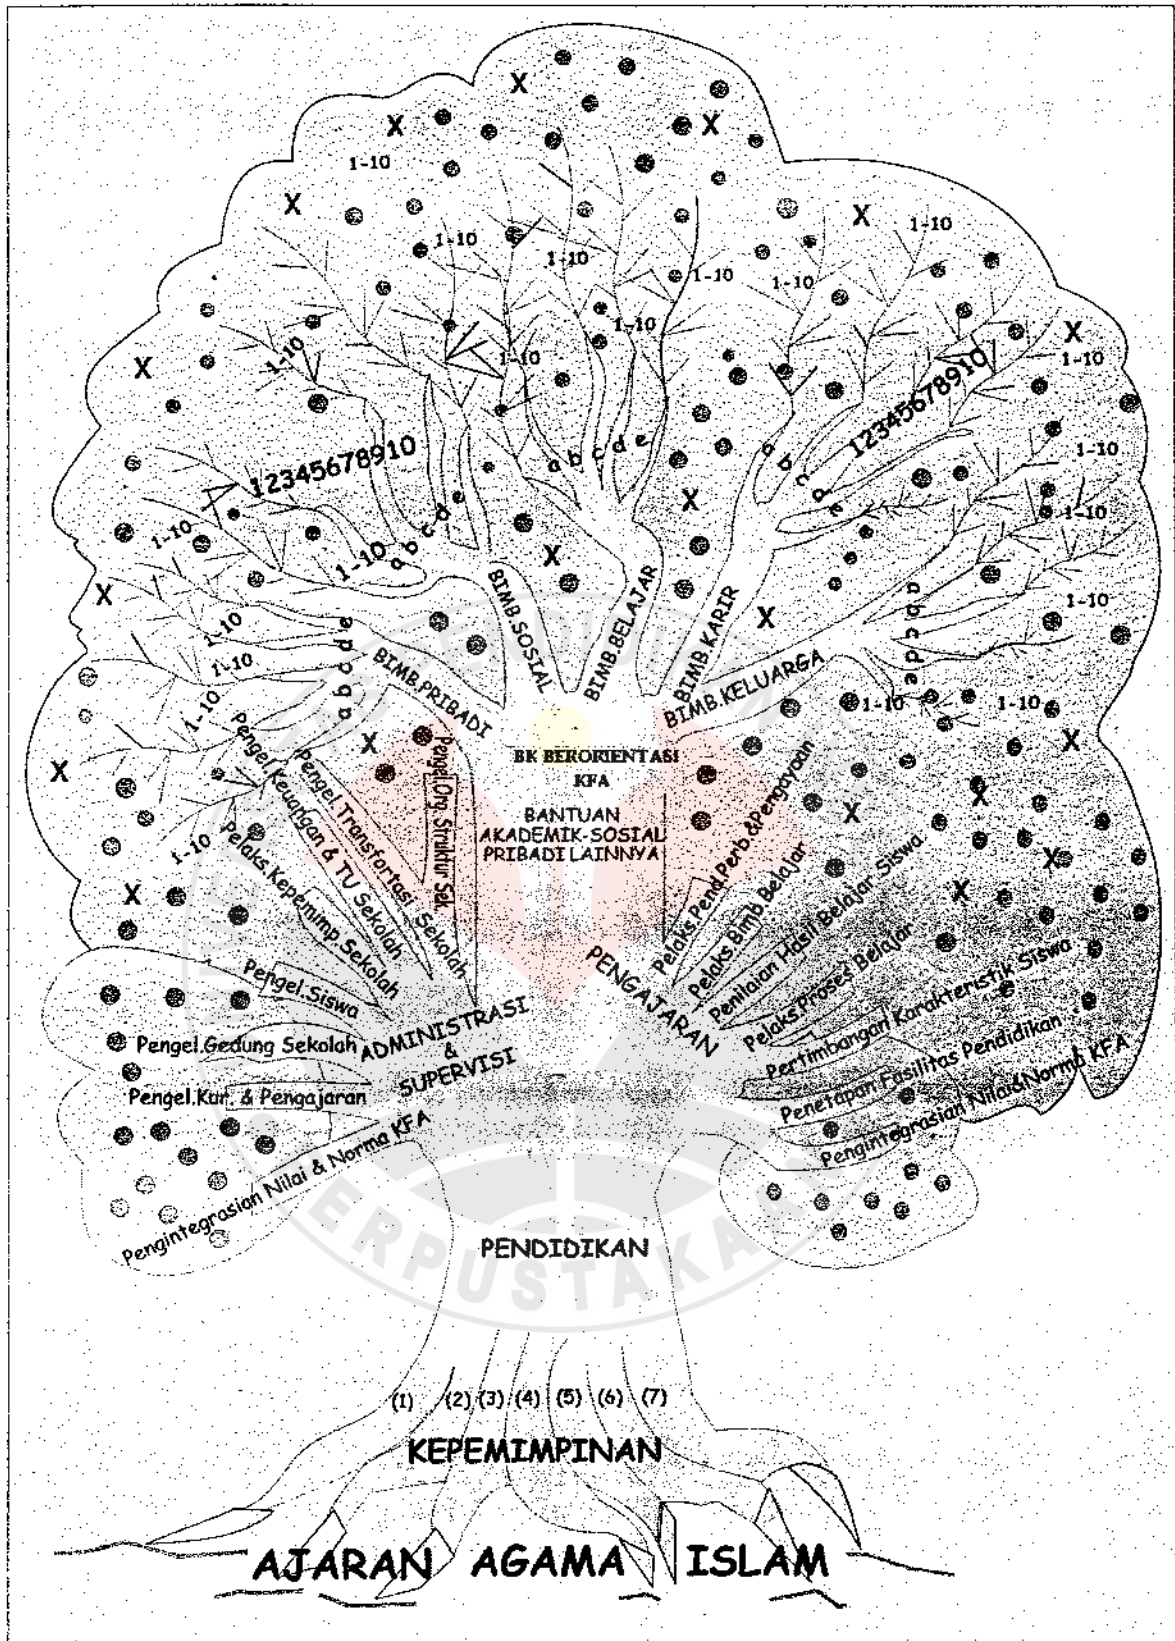 X
X
X
1-10
X
X
1-10
1-10
1-10
1-10
1-10
1-10
1-10
1-10
X
X
1-10
1-10
12345678910
12345678910
a b c d e
a b c d e
a b c d e
1-10
X
1-10
1-10
1-10
X
X
1-10
X
1-10
1-10
a b c d e
a b c d e
BIMB.PRIBADI
BIMB.SOSIAL
BIMB.BELAJAR
BIMB.KARIR
BIMB.KELUARGA
1-10
1-10
1-10
X
X
X
X
X
X
X
X
1-10
BK BERORIENTASI
KFA
BANTUAN
AKADEMIK-SOSIAL
PRIBADI LAINNYA
Pengel.Org. Struktur Sek.
Pengel. Transfortasi Sekolah
Pengel.Keuangan & TU Sekolah
Pelaks.Kepemimp.Sekolah
Pengel.Siswa
Pengel.Gedung Sekolah
Pengel.Kur. & Pengajaran
Pengintegrasian Nilai & Norma KFA
ADMINISTRASI
&
SUPERVISI
PENGAJARAN
Pelaks.Pend.Perb.&Pengayaan
Pelaks Bimb.Belajar
Penilaian Hasil Belajar Siswa
Pelaks.Proses Belajar
Pertimbangan Karakteristik Siswa
Penetapan Fasilitas Pendidikan
Pengintegrasian Nilai&Norma KFA
PENDIDIKAN
ERPUSTAKAA
(1) (2) (3) (4) (5) (6) (7)
KEPEMIMPINAN
AJARAN AGAMA ISLAM